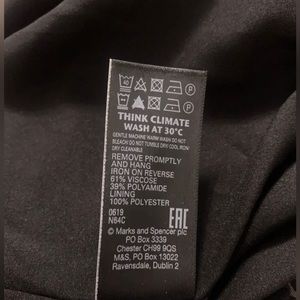 40
P
P
THINK CLIMATE
WASH AT 30°C
GENTLE MACHINE WARM WASH DO NOT
BLEACH DO NOT TUMBLE DRY COOL IRON
DRY CLEANABLE
REMOVE PROMPTLY
AND HANG
IRON ON REVERSE
61% VISCOSE
39% POLYAMIDE
LINING
100% POLYESTER
0619
N84C
EAC
© Marks and Spencer plc
PO Box 3339
Chester CH99 9QS
M&S, PO Box 13022
Ravensdale, Dublin 2